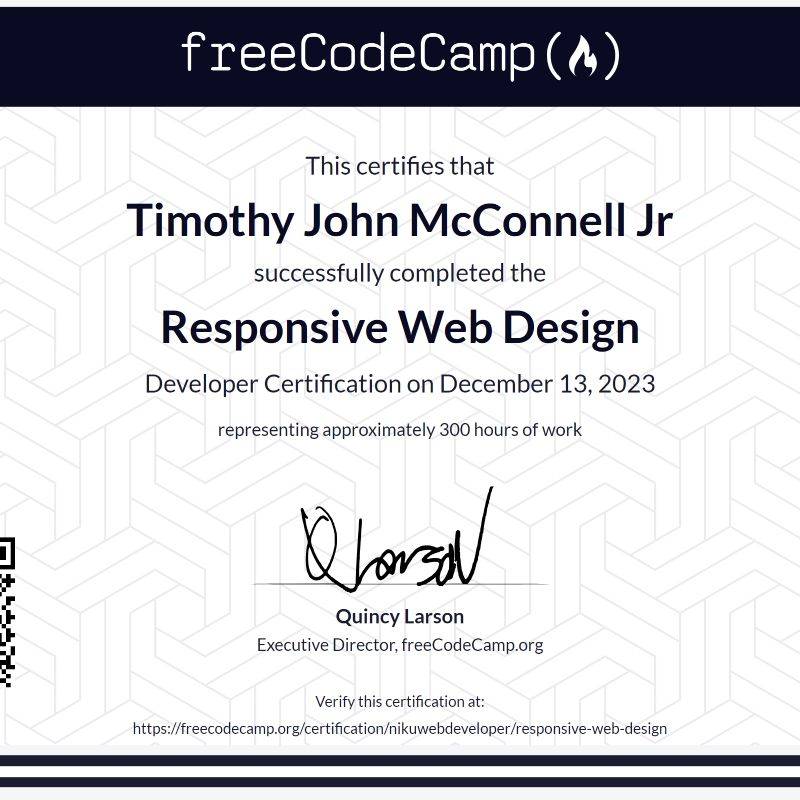 freeCodeCamp(🔥)
This certifies that
Timothy John McConnell Jr
successfully completed the
Responsive Web Design
Developer Certification on December 13, 2023
representing approximately 300 hours of work
Q Larson
Quincy Larson
Executive Director, freeCodeCamp.org
Verify this certification at:
https://freecodecamp.org/certification/nikuwebdeveloper/responsive-web-design